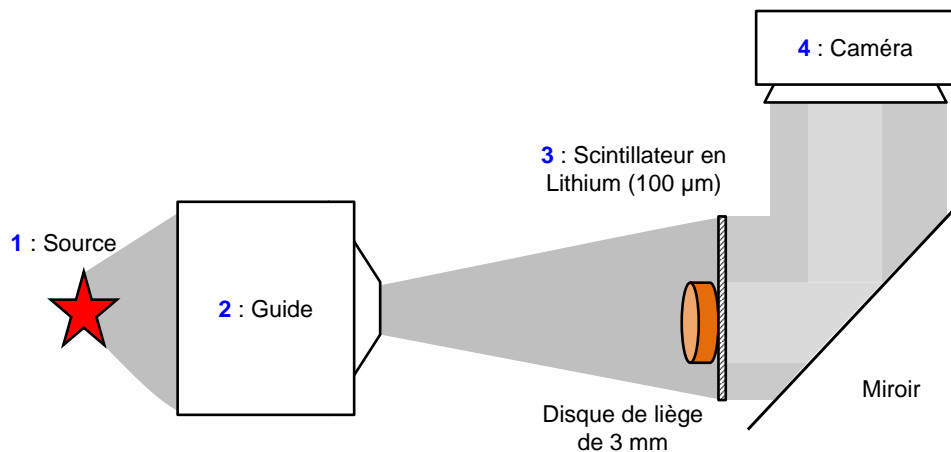 1 : Source
2 : Guide
3 : Scintillateur en
Lithium (100 µm)
4 : Caméra
Disque de liège
de 3 mm
Miroir